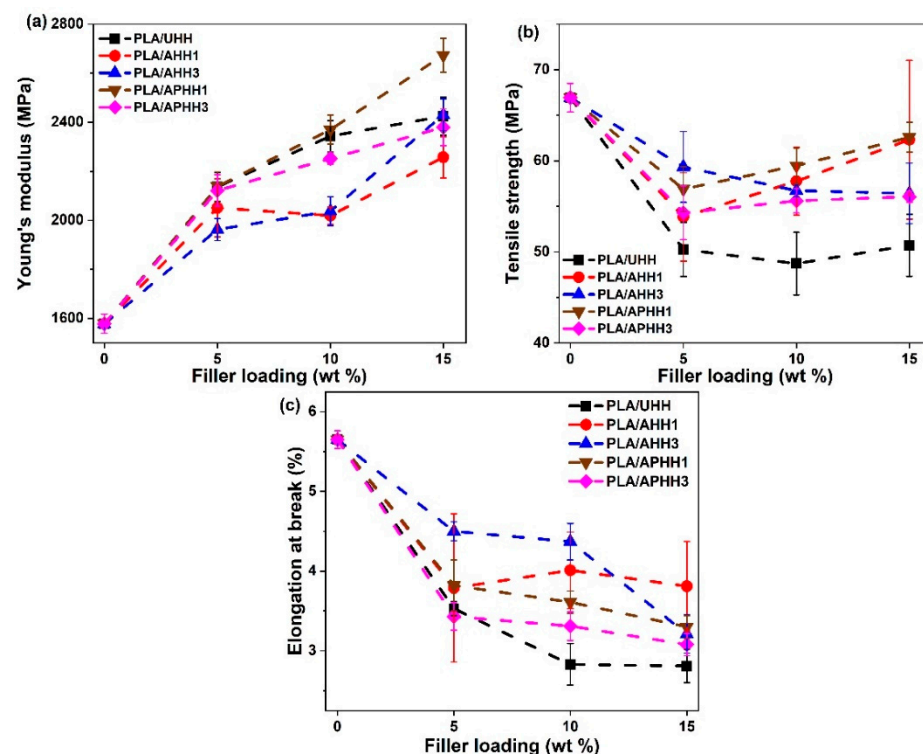 (a)
PLA/UHH
PLA/AHH1
PLA/AHH3
PLA/APHH1
PLA/APHH3
Young's modulus (MPa)
2800
2400
2000
1600
0 5 10 15
Filler loading (wt %)
(b)
PLA/UHH
PLA/AHH1
PLA/AHH3
PLA/APHH1
PLA/APHH3
Tensile strength (MPa)
70
60
50
40
0 5 10 15
Filler loading (wt %)
(c)
PLA/UHH
PLA/AHH1
PLA/AHH3
PLA/APHH1
PLA/APHH3
Elongation at break (%)
6
5
4
3
0 5 10 15
Filler loading (wt %)